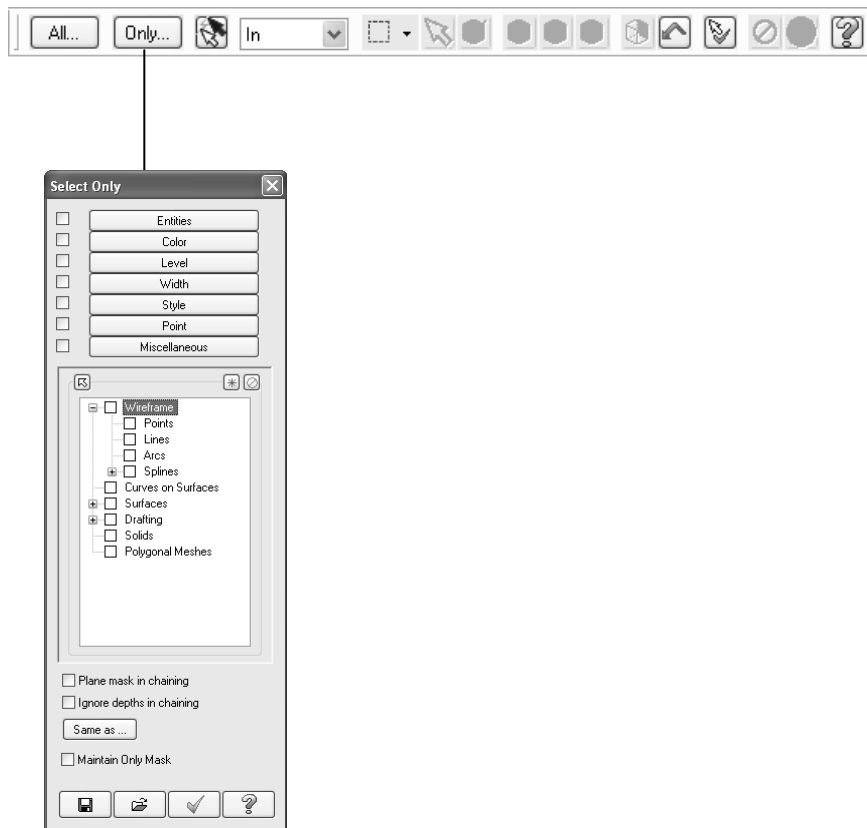 All... Only... In
Select Only
Entities
Color
Level
Width
Style
Point
Miscellaneous
Wireframe
Points
Lines
Arcs
Splines
Curves on Surfaces
Surfaces
Drafting
Solids
Polygonal Meshes
Plane mask in chaining
Ignore depths in chaining
Same as ...
Maintain Only Mask